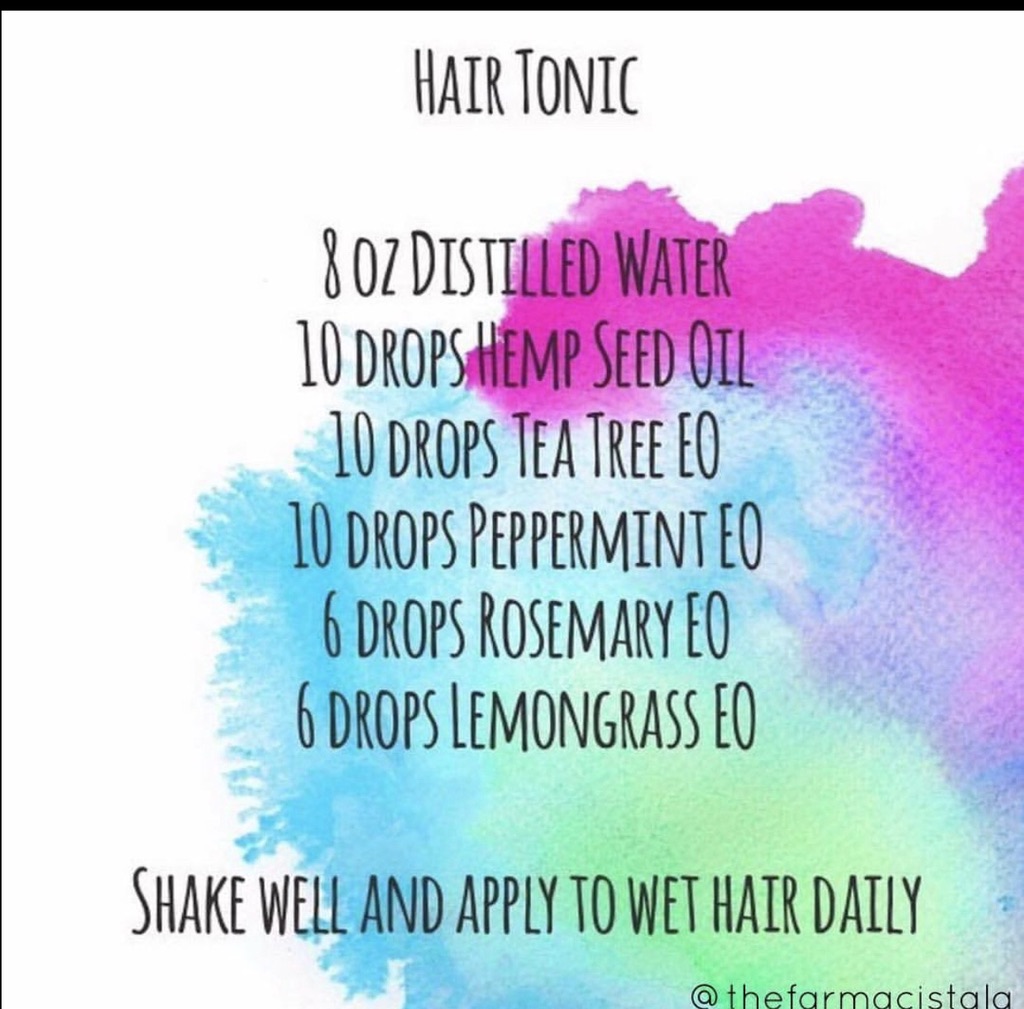 Hair Tonic
8 oz Distilled Water
10 drops Hemp Seed Oil
10 drops Tea Tree EO
10 drops Peppermint EO
6 drops Rosemary EO
6 drops Lemongrass EO
Shake well and apply to wet hair daily
@thefarmacistala